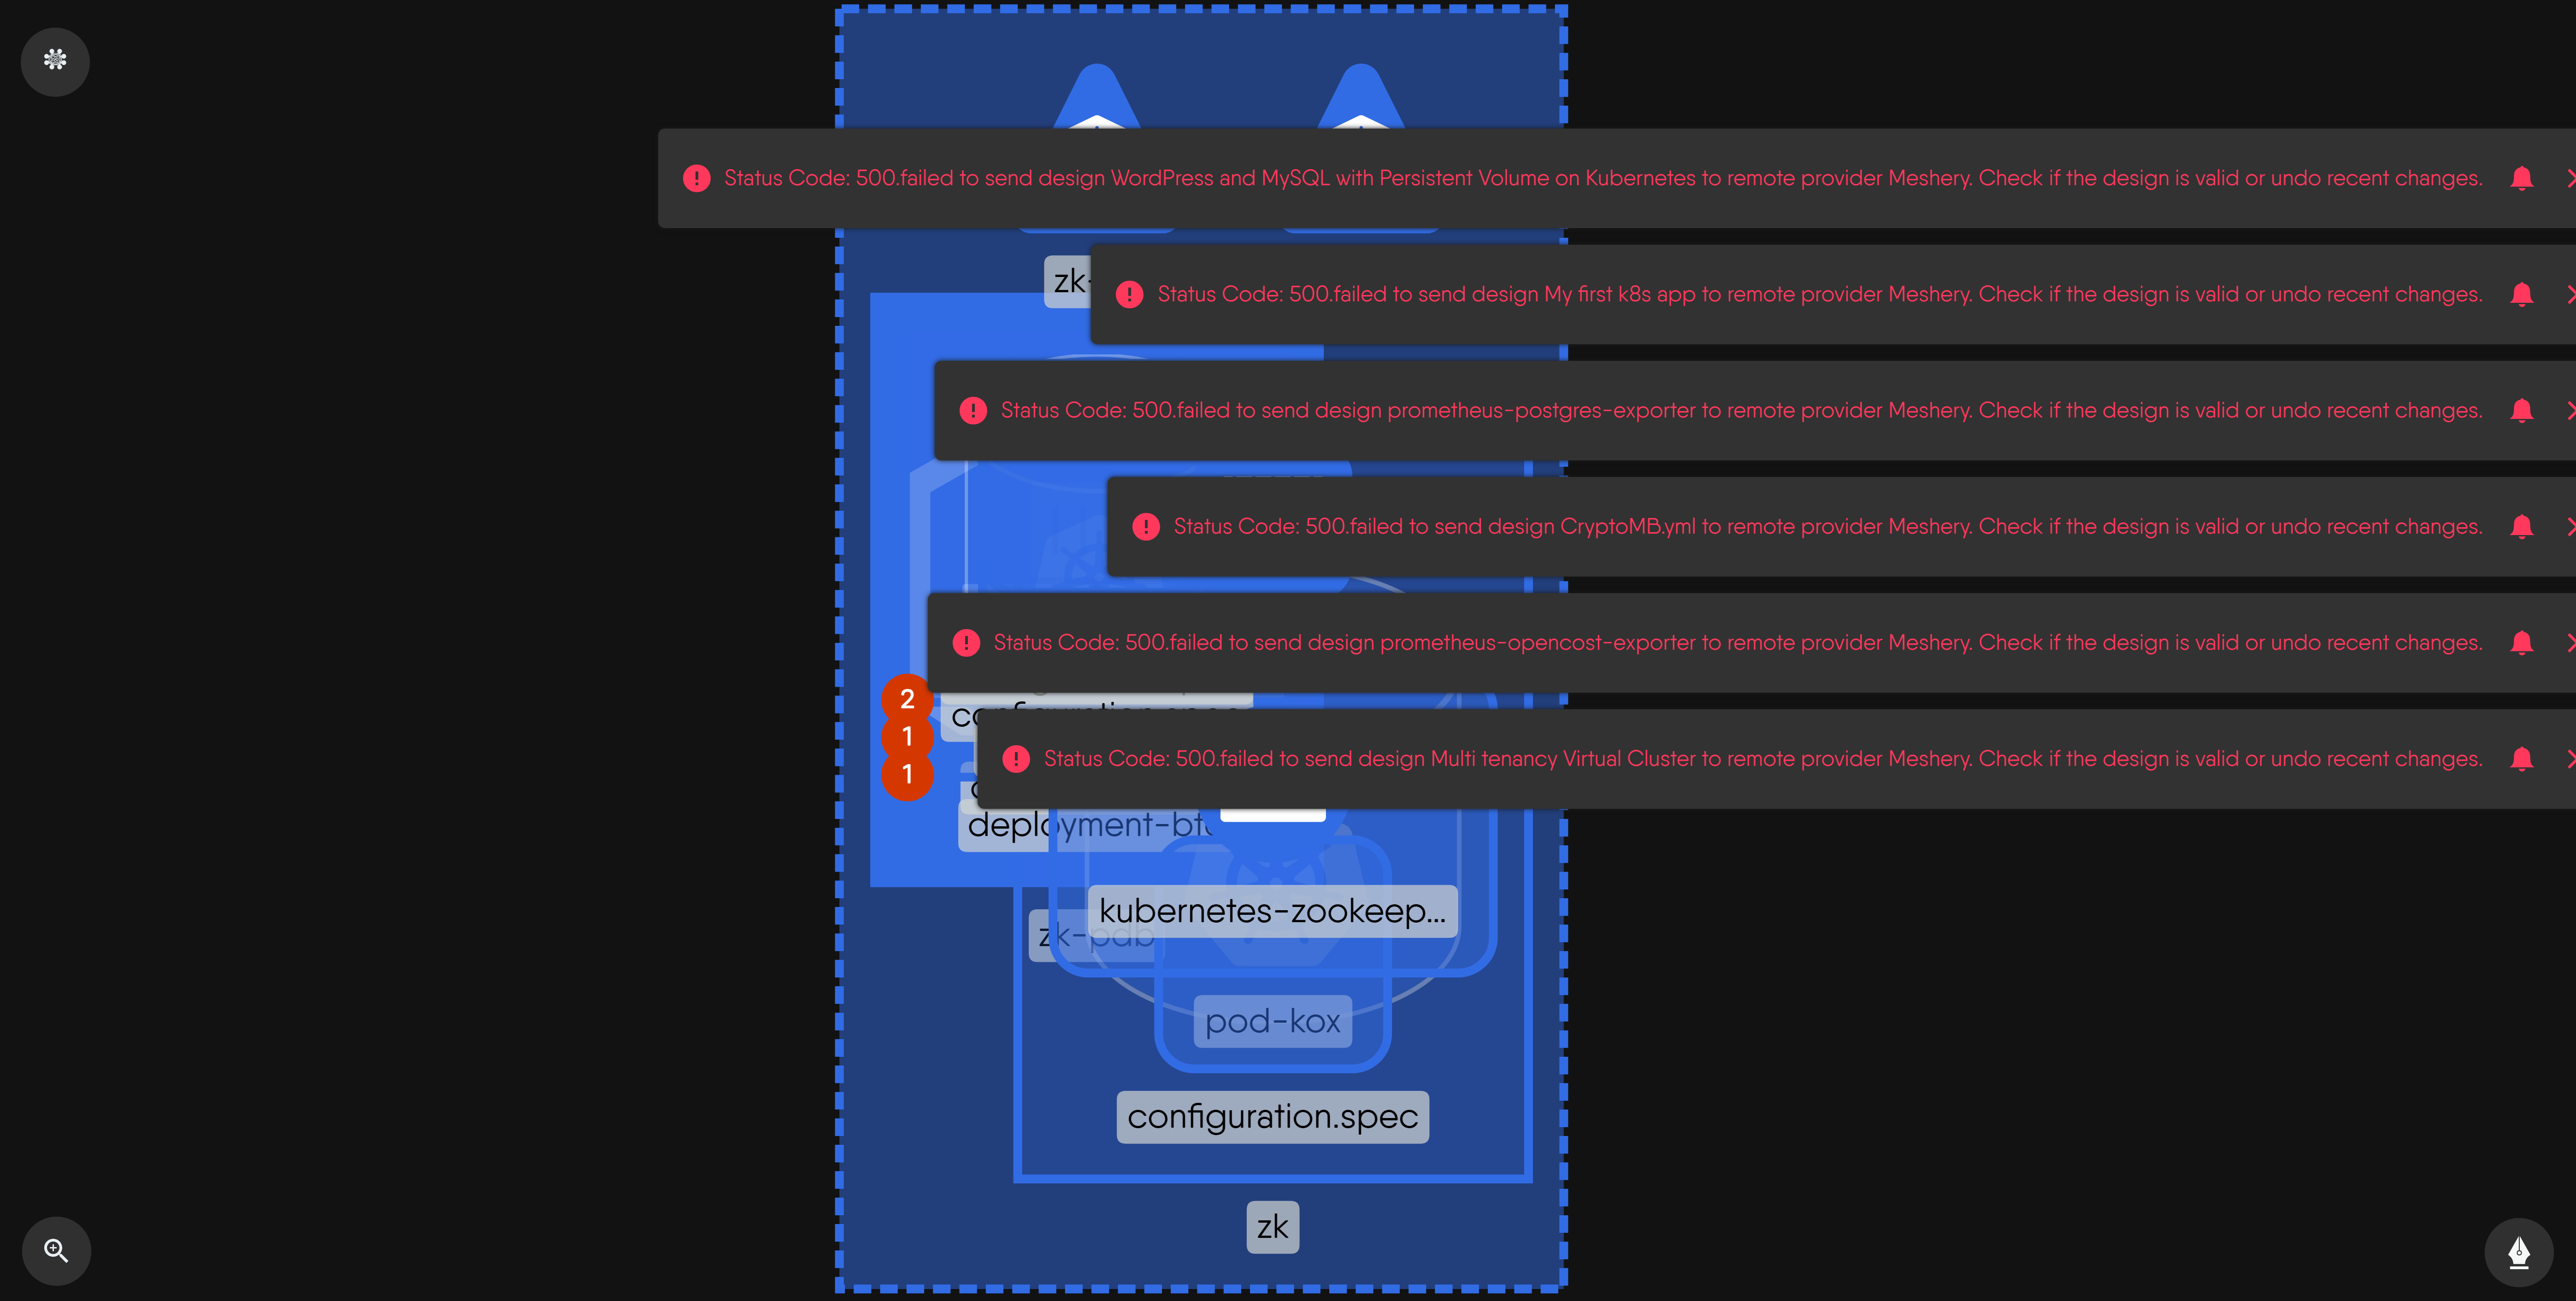 Status Code: 500.failed to send design WordPress and MySQL with Persistent Volume on Kubernetes to remote provider Meshery. Check if the design is valid or undo recent changes.
zk-
Status Code: 500.failed to send design My first k8s app to remote provider Meshery. Check if the design is valid or undo recent changes.
Status Code: 500.failed to send design prometheus-postgres-exporter to remote provider Meshery. Check if the design is valid or undo recent changes.
Status Code: 500.failed to send design CryptoMB.yml to remote provider Meshery. Check if the design is valid or undo recent changes.
Status Code: 500.failed to send design prometheus-opencost-exporter to remote provider Meshery. Check if the design is valid or undo recent changes.
2
1
Status Code: 500.failed to send design Multi tenancy Virtual Cluster to remote provider Meshery. Check if the design is valid or undo recent changes.
1
deployment-bt
kubernetes-zookeep...
zk-pdb
pod-kox
configuration.spec
zk